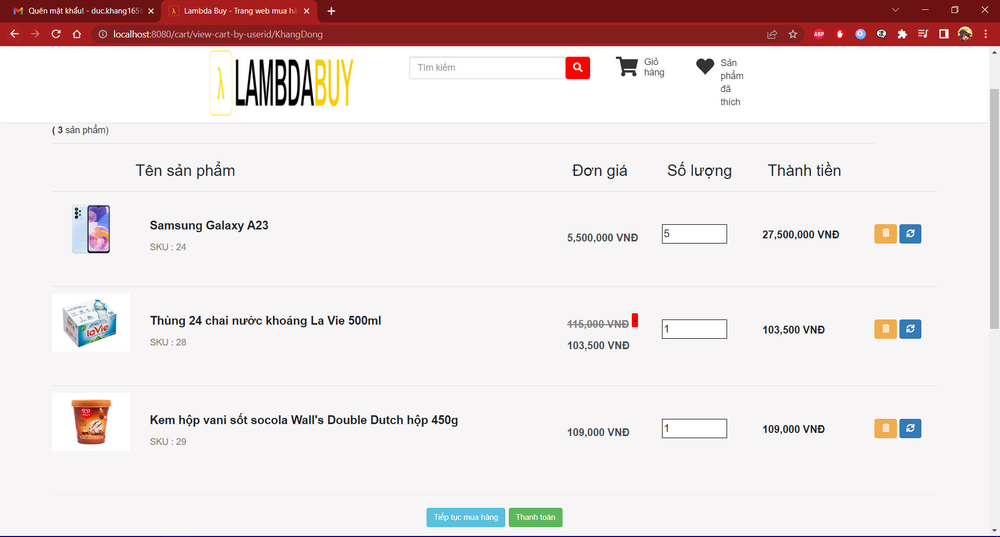 Quên mật khẩu! - duc.khang165
Lambda Buy - Trang web mua hà
localhost:8080/cart/view-cart-by-userid/KhangDong
ABP
λ LAMBDABUY
Tìm kiếm
Giỏ
hàng
Sản
phẩm
đã
thích
( 3 sản phẩm)
Tên sản phẩm Đơn giá Số lượng Thành tiền
Samsung Galaxy A23
SKU : 24
5,500,000 VNĐ
5
27,500,000 VNĐ
laVie
Thùng 24 chai nước khoáng La Vie 500ml
SKU : 28
115,000 VNĐ -
103,500 VNĐ
1
103,500 VNĐ
Kem hộp vani sốt socola Wall's Double Dutch hộp 450g
SKU : 29
109,000 VNĐ
1
109,000 VNĐ
Tiếp tục mua hàng
Thanh toán